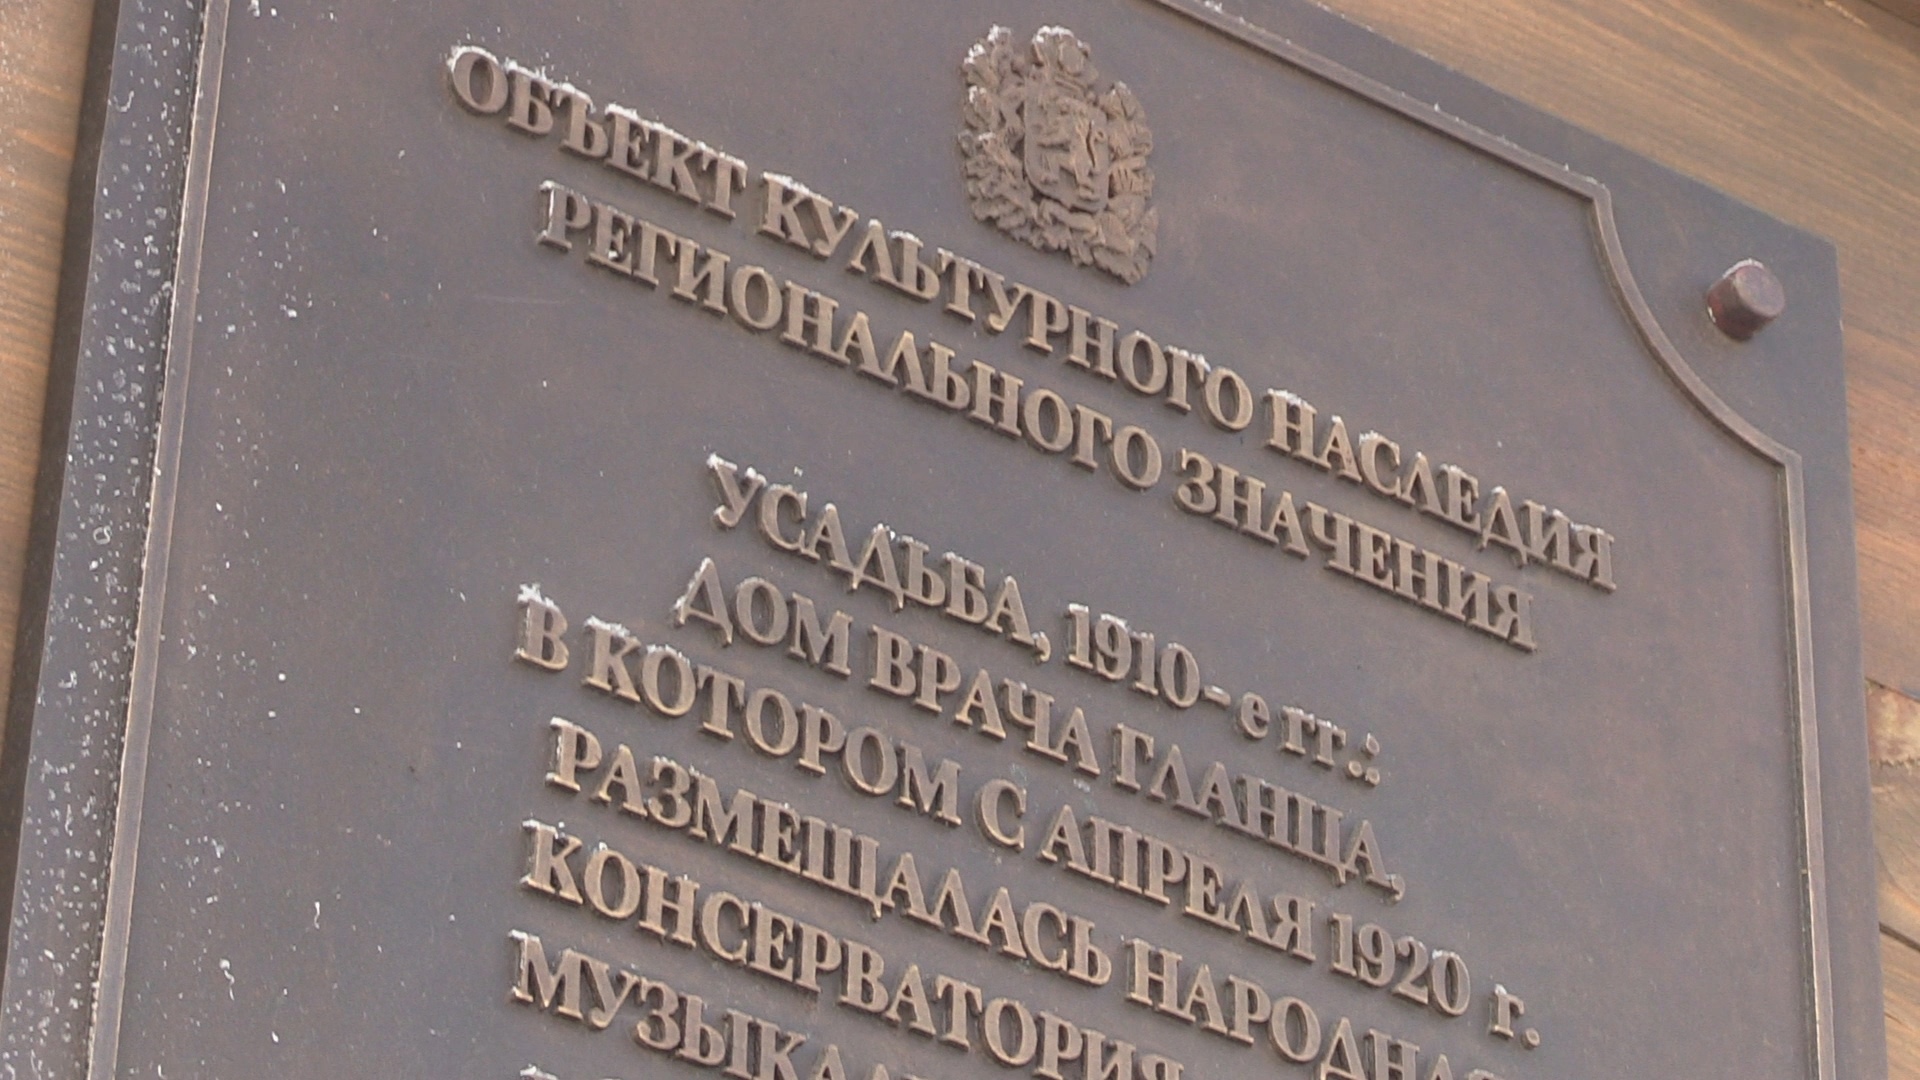 ОБЪЕКТ КУЛЬТУРНОГО НАСЛЕДИЯ
РЕГИОНАЛЬНОГО ЗНАЧЕНИЯ
УСАДЬБА, 1910-е гг.:
ДОМ ВРАЧА ГЛАНЦА,
В КОТОРОМ С АПРЕЛЯ 1920 г.
РАЗМЕЩАЛАСЬ НАРОДНАЯ
КОНСЕРВАТОРИЯ